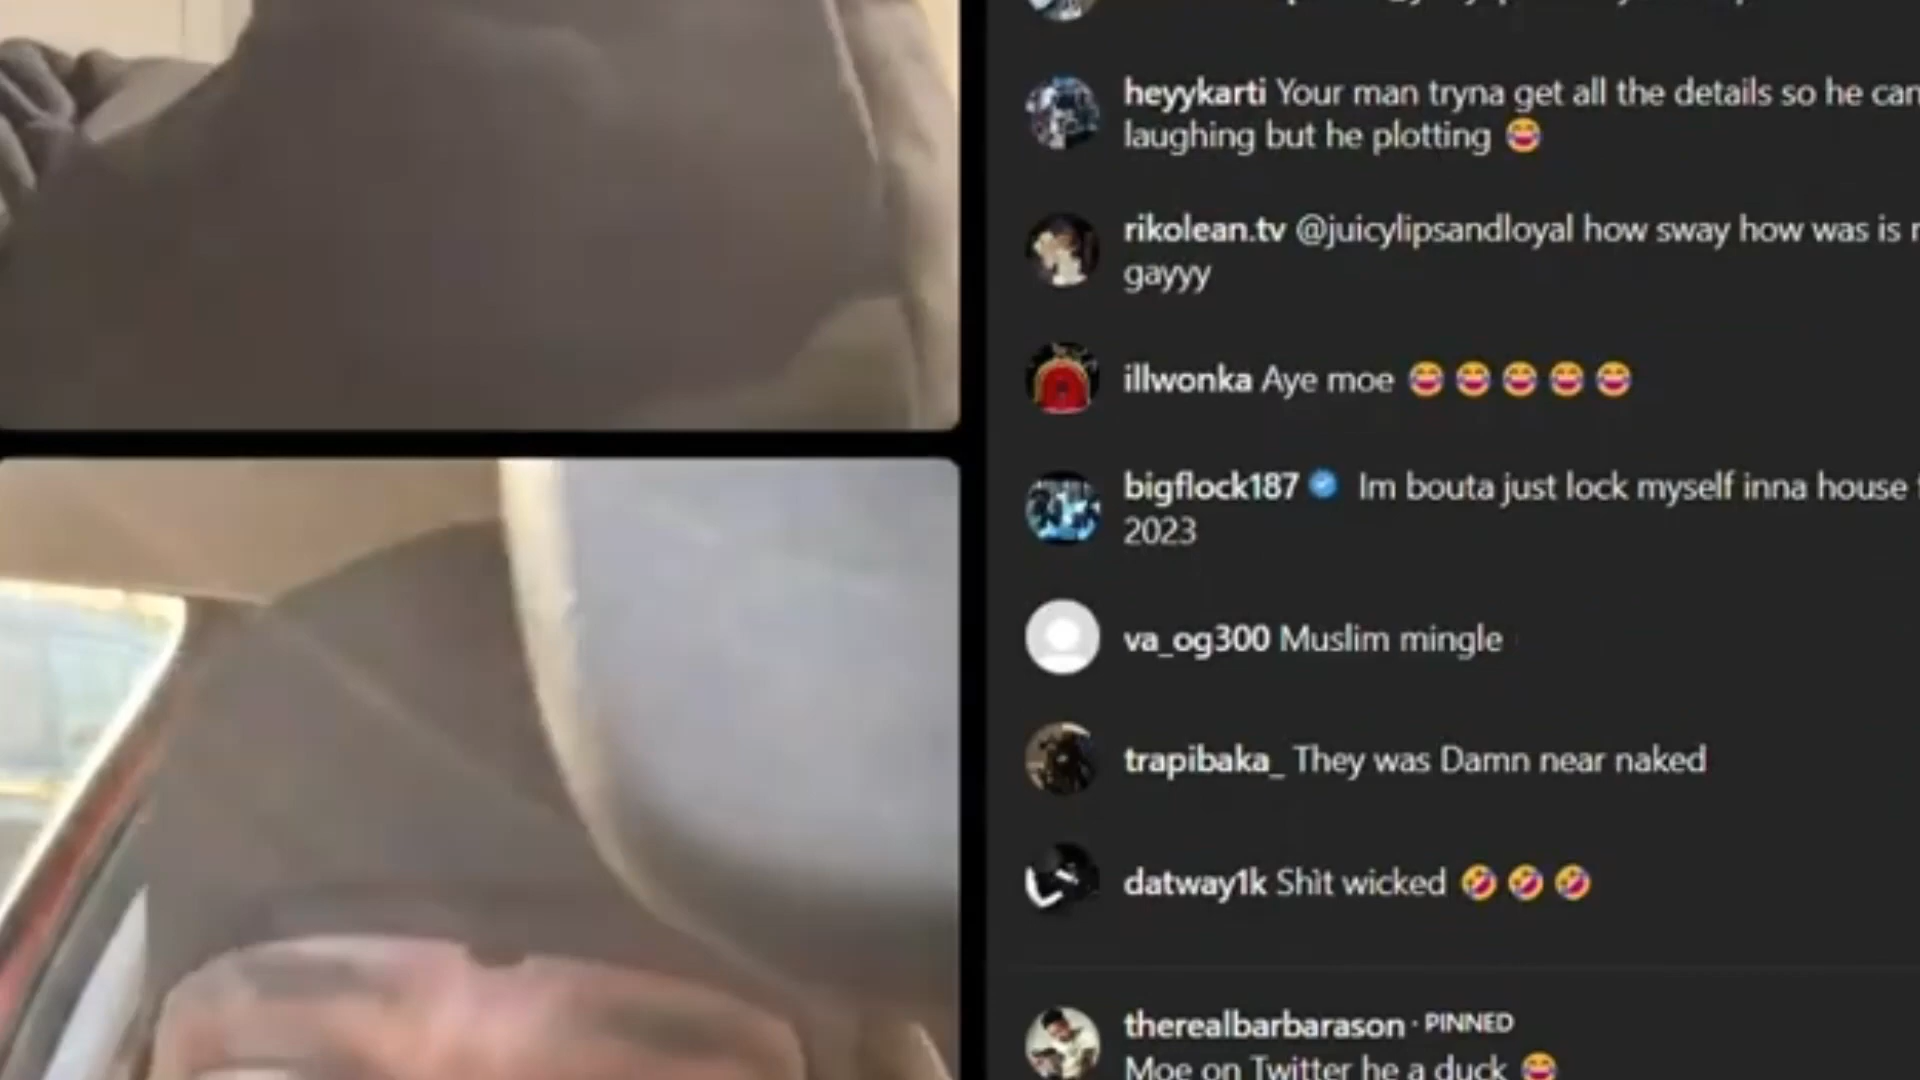 heyykarti Your man tryna get all the details so he can
laughing but he plotting 😂
rikolean.tv @juicylipsandloyal how sway how was is
gayyy
illwonka Aye moe 😂😂😂😂😂
bigflock187 Im bouta just lock myself inna house
2023
va_og300 Muslim mingle
trapibaka_ They was Damn near naked
datway1k Shìt wicked 🤣🤣🤣
therealbarbarason · PINNED
Moe on Twitter he a duck 😂